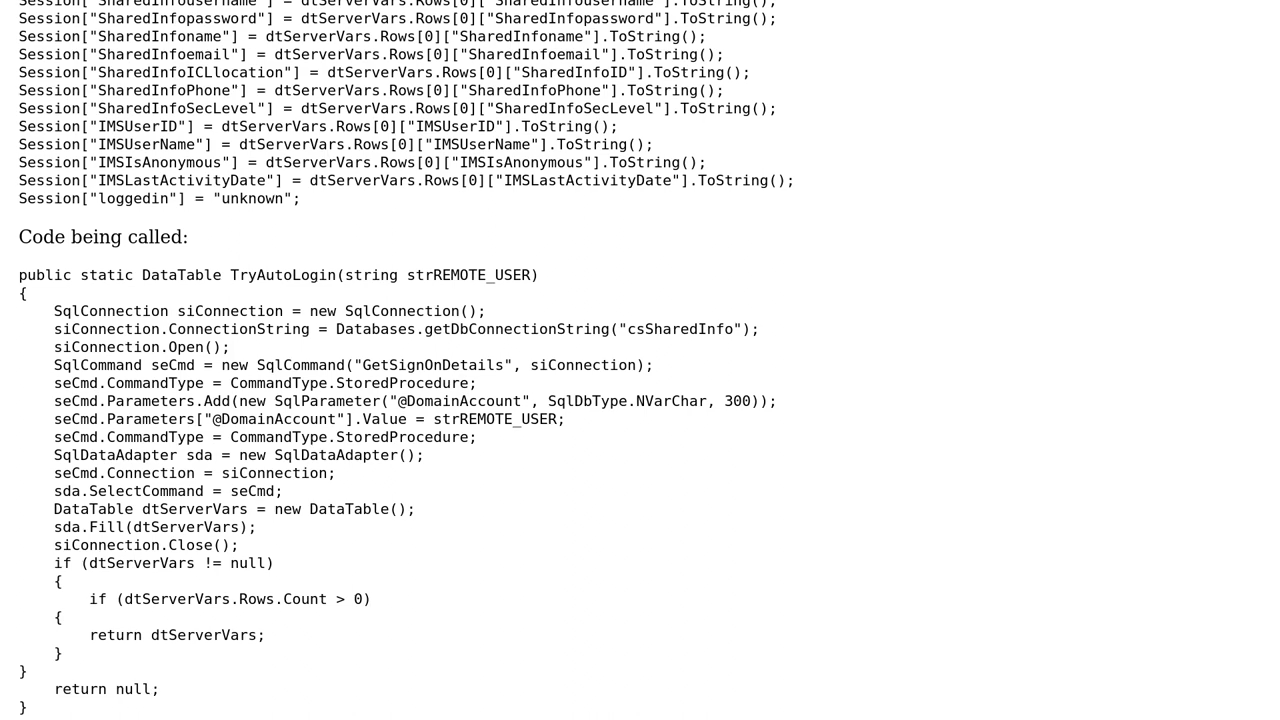 Session["SharedInfousername"] = dtServerVars.Rows[0]["SharedInfousername"].ToString();
Session["SharedInfopassword"] = dtServerVars.Rows[0]["SharedInfopassword"].ToString();
Session["SharedInfoname"] = dtServerVars.Rows[0]["SharedInfoname"].ToString();
Session["SharedInfoemail"] = dtServerVars.Rows[0]["SharedInfoemail"].ToString();
Session["SharedInfoICLlocation"] = dtServerVars.Rows[0]["SharedInfoID"].ToString();
Session["SharedInfoPhone"] = dtServerVars.Rows[0]["SharedInfoPhone"].ToString();
Session["SharedInfoSecLevel"] = dtServerVars.Rows[0]["SharedInfoSecLevel"].ToString();
Session["IMSUserID"] = dtServerVars.Rows[0]["IMSUserID"].ToString();
Session["IMSUserName"] = dtServerVars.Rows[0]["IMSUserName"].ToString();
Session["IMSIsAnonymous"] = dtServerVars.Rows[0]["IMSIsAnonymous"].ToString();
Session["IMSLastActivityDate"] = dtServerVars.Rows[0]["IMSLastActivityDate"].ToString();
Session["loggedin"] = "unknown";
Code being called:
public static DataTable TryAutoLogin(string strREMOTE_USER)
{
    SqlConnection siConnection = new SqlConnection();
    siConnection.ConnectionString = Databases.getDbConnectionString("csSharedInfo");
    siConnection.Open();
    SqlCommand seCmd = new SqlCommand("GetSignOnDetails", siConnection);
    seCmd.CommandType = CommandType.StoredProcedure;
    seCmd.Parameters.Add(new SqlParameter("@DomainAccount", SqlDbType.NVarChar, 300));
    seCmd.Parameters["@DomainAccount"].Value = strREMOTE_USER;
    seCmd.CommandType = CommandType.StoredProcedure;
    SqlDataAdapter sda = new SqlDataAdapter();
    seCmd.Connection = siConnection;
    sda.SelectCommand = seCmd;
    DataTable dtServerVars = new DataTable();
    sda.Fill(dtServerVars);
    siConnection.Close();
    if (dtServerVars != null)
    {
        if (dtServerVars.Rows.Count > 0)
    {
        return dtServerVars;
    }
}
    return null;
}